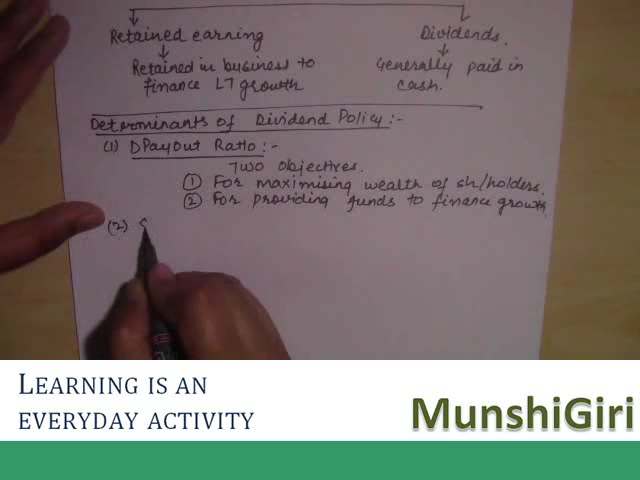 Retained earning Dividends.
Retained in business to Generally paid in
finance LT growth cash.
Determinants of Dividend Policy:-
(1) DPayOut Ratio:-
Two Objectives.
① For maximising wealth of sh/holders.
② For providing funds to finance growth.
(2) S
LEARNING IS AN
EVERYDAY ACTIVITY
MunshiGiri